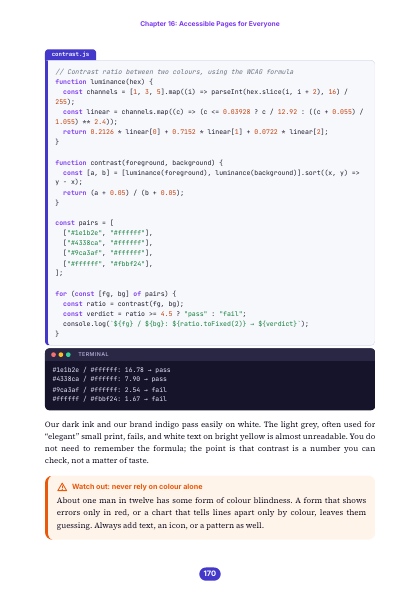 Chapter 16: Accessible Pages for Everyone
contrast.js
// Contrast ratio between two colours, using the WCAG formula
function luminance(hex) {
const channels = [1, 3, 5].map((i) => parseInt(hex.slice(i, i + 2), 16) /
255);
const linear = channels.map((c) => (c <= 0.03928 ? c / 12.92 : ((c + 0.055) /
1.055) ** 2.4));
return 0.2126 * linear[0] + 0.7152 * linear[1] + 0.0722 * linear[2];
}
function contrast(foreground, background) {
const [a, b] = [luminance(foreground), luminance(background)].sort((x, y) =>
y - x);
return (a + 0.05) / (b + 0.05);
}
const pairs = [
["#1e1b2e", "#ffffff"],
["#4338ca", "#ffffff"],
["#9ca3af", "#ffffff"],
["#ffffff", "#fbbf24"],
];
for (const [fg, bg] of pairs) {
const ratio = contrast(fg, bg);
const verdict = ratio >= 4.5 ? "pass" : "fail";
console.log(`${fg} / ${bg}: ${ratio.toFixed(2)} → ${verdict}`);
}
TERMINAL
#1e1b2e / #ffffff: 16.78 → pass
#4338ca / #ffffff: 7.90 → pass
#9ca3af / #ffffff: 2.54 → fail
#ffffff / #fbbf24: 1.67 → fail
Our dark ink and our brand indigo pass easily on white. The light grey, often used for
“elegant” small print, fails, and white text on bright yellow is almost unreadable. You do
not need to remember the formula; the point is that contrast is a number you can
check, not a matter of taste.
Watch out: never rely on colour alone
About one man in twelve has some form of colour blindness. A form that shows
errors only in red, or a chart that tells lines apart only by colour, leaves them
guessing. Always add text, an icon, or a pattern as well.
170